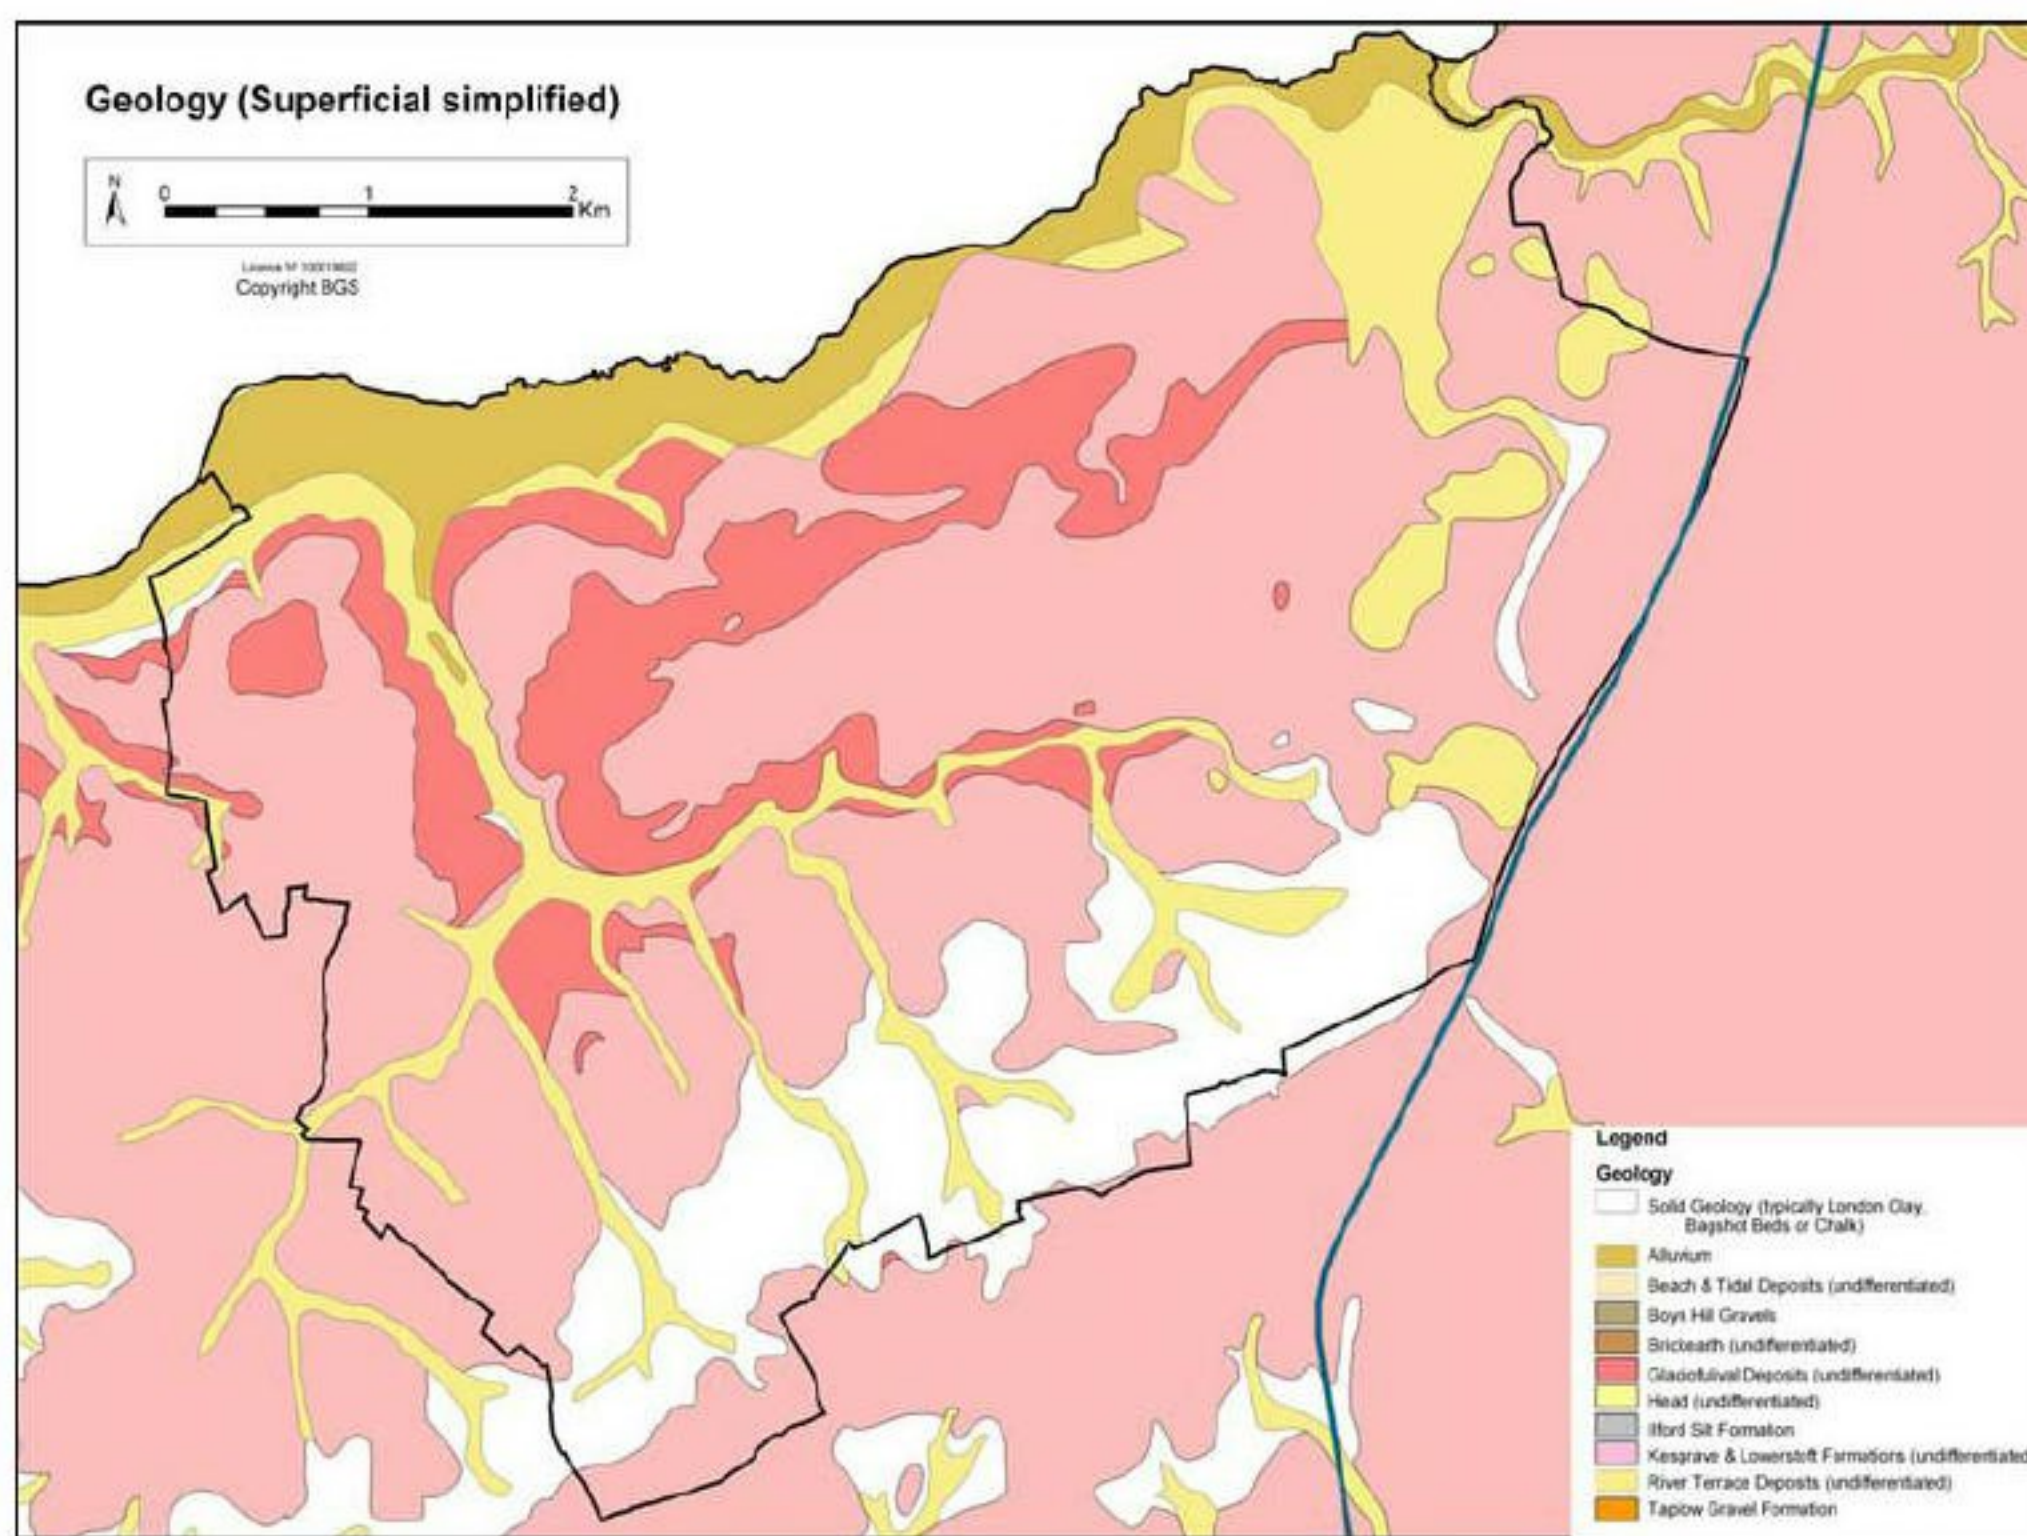 Geology (Superficial simplified)
N
0 1 2
Km
Copyright BGS
Legend
Geology
Solid Geology (typically London Clay,
Bagshot Beds or Chalk)
Alluvium
Beach & Tidal Deposits (undifferentiated)
Boyn Hill Gravels
Brickearth (undifferentiated)
Glaciofulival Deposits (undifferentiated)
Head (undifferentiated)
Ilford Silt Formation
Kesgrave & Lowerstoft Formations (undifferentiated
River Terrace Deposits (undifferentiated)
Taplow Gravel Formation